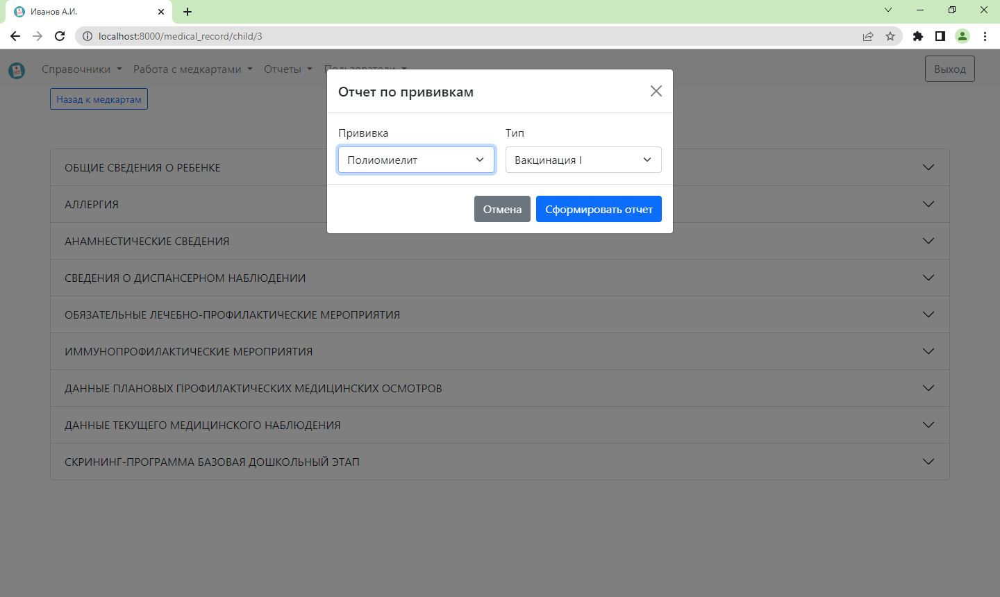 Иванов А.И.
localhost:8000/medical_record/child/3
Справочники Работа с медкартами Отчеты Пользователи Выход
Назад к медкартам
Отчет по прививкам
Прививка Тип
Полиомиелит Вакцинация I
Отмена Сформировать отчет
ОБЩИЕ СВЕДЕНИЯ О РЕБЕНКЕ
АЛЛЕРГИЯ
АНАМНЕСТИЧЕСКИЕ СВЕДЕНИЯ
СВЕДЕНИЯ О ДИСПАНСЕРНОМ НАБЛЮДЕНИИ
ОБЯЗАТЕЛЬНЫЕ ЛЕЧЕБНО-ПРОФИЛАКТИЧЕСКИЕ МЕРОПРИЯТИЯ
ИММУНОПРОФИЛАКТИЧЕСКИЕ МЕРОПРИЯТИЯ
ДАННЫЕ ПЛАНОВЫХ ПРОФИЛАКТИЧЕСКИХ МЕДИЦИНСКИХ ОСМОТРОВ
ДАННЫЕ ТЕКУЩЕГО МЕДИЦИНСКОГО НАБЛЮДЕНИЯ
СКРИНИНГ-ПРОГРАММА БАЗОВАЯ ДОШКОЛЬНЫЙ ЭТАП